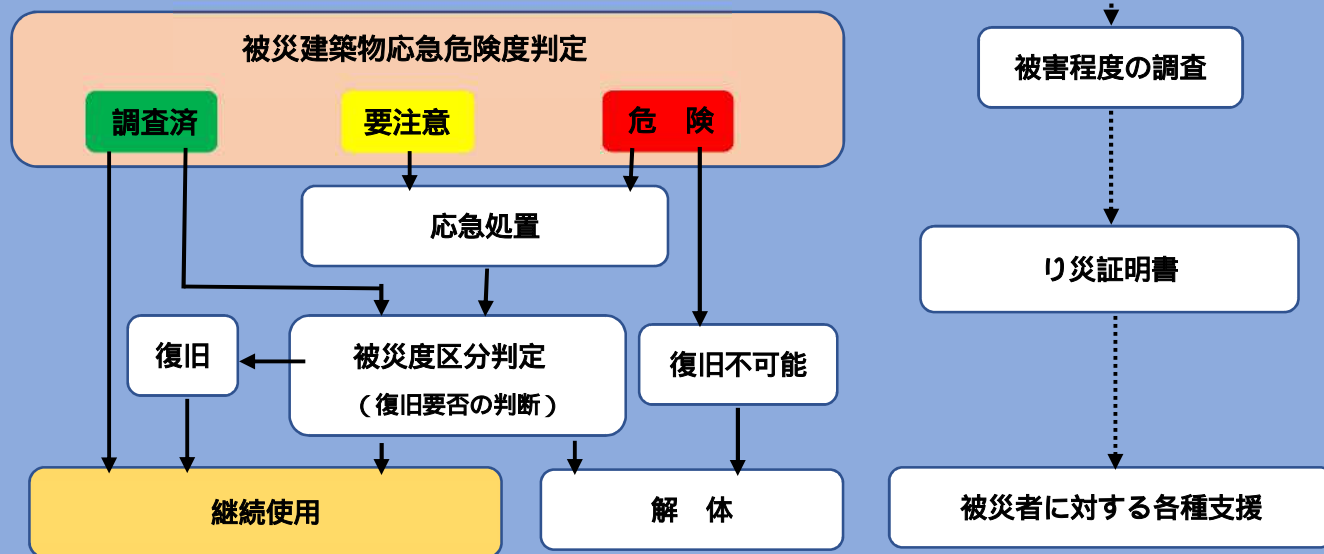 被災建築物応急危険度判定
調査済
要注意
危　険
応急処置
復旧
被災度区分判定
（復旧要否の判断）
復旧不可能
継続使用
解　体
被害程度の調査
り災証明書
被災者に対する各種支援